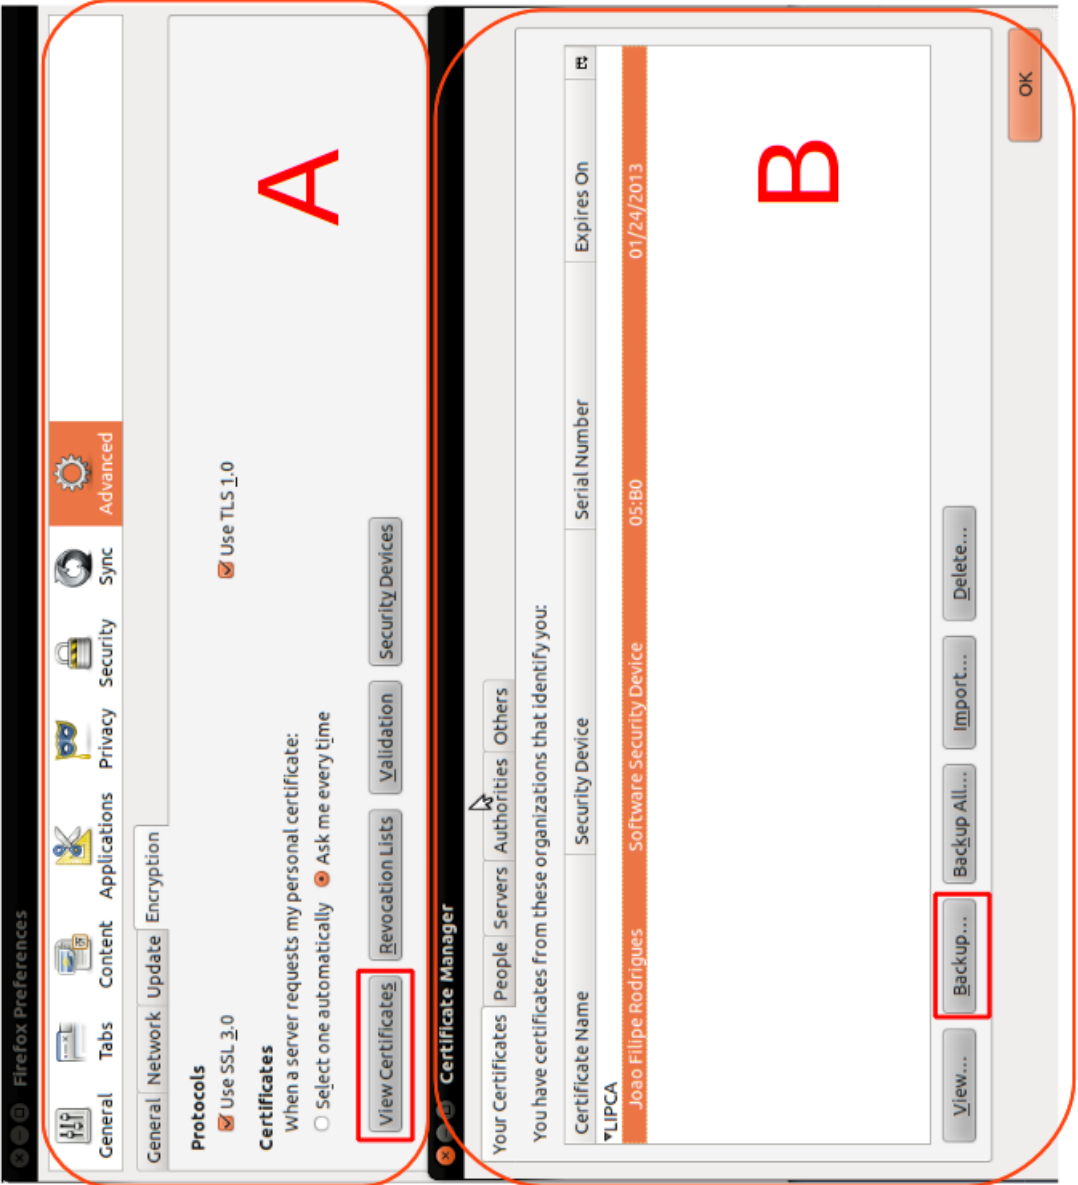 Firefox Preferences
General Tabs Content Applications Privacy Security Sync Advanced
General Network Update Encryption
Protocols
Use SSL 3.0 Use TLS 1.0
Certificates
When a server requests my personal certificate:
Select one automatically Ask me every time
View Certificates Revocation Lists Validation Security Devices
A
Certificate Manager
Your Certificates People Servers Authorities Others
You have certificates from these organizations that identify you:
Certificate Name Security Device Serial Number Expires On
LIPCA
Joao Filipe Rodrigues Software Security Device 05:B0 01/24/2013
B
View... Backup... Backup All... Import... Delete...
OK